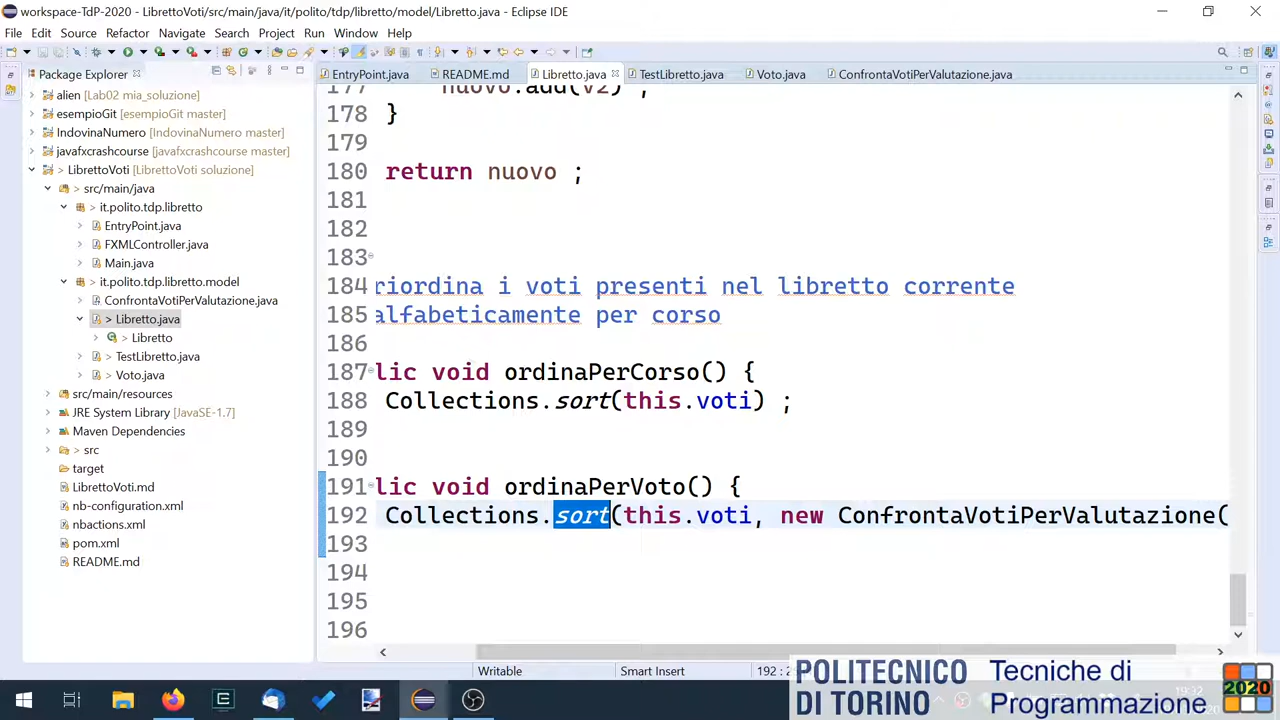 workspace-TdP-2020 - LibrettoVoti/src/main/java/it/polito/tdp/libretto/model/Libretto.java - Eclipse IDE
File Edit Source Refactor Navigate Search Project Run Window Help
Package Explorer
EntryPoint.java README.md Libretto.java TestLibretto.java Voto.java ConfrontaVotiPerValutazione.java
alien [Lab02 mia_soluzione]
esempioGit [esempioGit master]
IndovinaNumero [IndovinaNumero master]
javafxcrashcourse [javafxcrashcourse master]
> LibrettoVoti [LibrettoVoti soluzione]
> src/main/java
> it.polito.tdp.libretto
EntryPoint.java
FXMLController.java
Main.java
> it.polito.tdp.libretto.model
ConfrontaVotiPerValutazione.java
> Libretto.java
> Libretto
TestLibretto.java
Voto.java
src/main/resources
JRE System Library [JavaSE-1.7]
Maven Dependencies
> src
target
LibrettoVoti.md
nb-configuration.xml
nbactions.xml
pom.xml
README.md
177 nuovo.add(v2) ;
178 }
179
180 return nuovo ;
181
182
183
184 riordina i voti presenti nel libretto corrente
185 alfabeticamente per corso
186
187 lic void ordinaPerCorso() {
188 Collections.sort(this.voti) ;
189
190
191 lic void ordinaPerVoto() {
192 Collections.sort(this.voti, new ConfrontaVotiPerValutazione(
193
194
195
196
Writable Smart Insert 192 : 2
POLITECNICO DI TORINO
Tecniche di Programmazione
2020
19:32